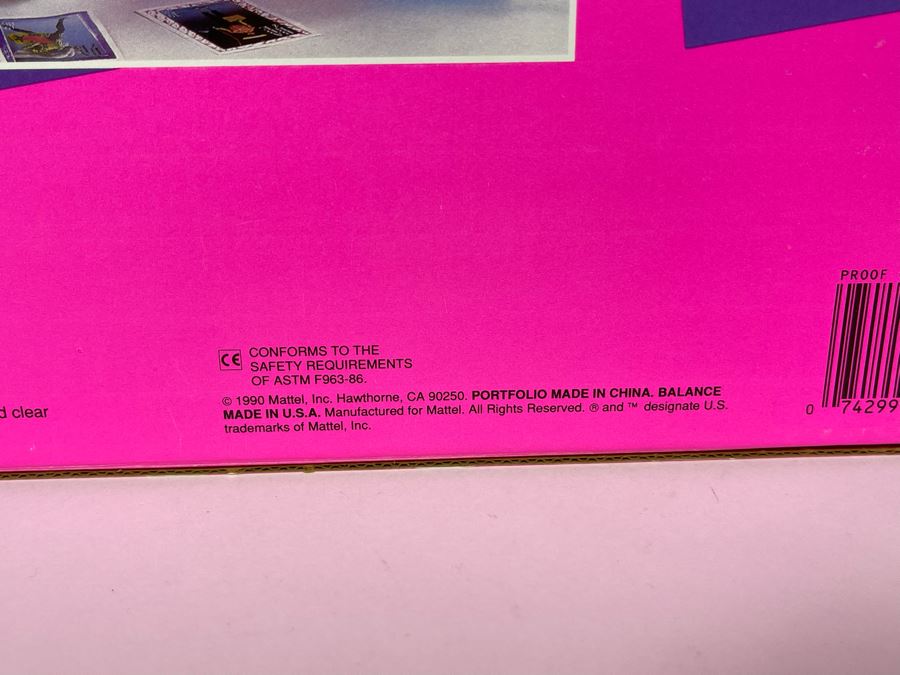 PROOF
CE CONFORMS TO THE
SAFETY REQUIREMENTS
OF ASTM F963-86.
d clear
© 1990 Mattel, Inc. Hawthorne, CA 90250. PORTFOLIO MADE IN CHINA. BALANCE
MADE IN U.S.A. Manufactured for Mattel. All Rights Reserved. ® and ™ designate U.S.
trademarks of Mattel, Inc.
0 74299